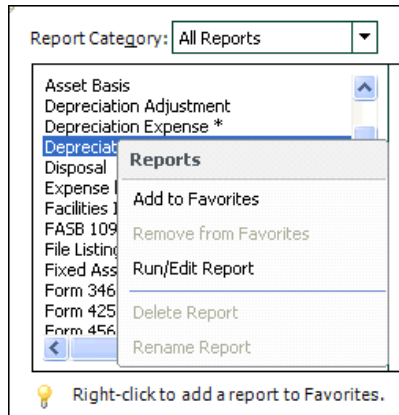 Report Category: All Reports
Asset Basis
Depreciation Adjustment
Depreciation Expense *
Depreciat
Disposal
Expense
Facilities
FASB 109
File Listing
Fixed Ass
Form 346
Form 425
Form 456
Reports
Add to Favorites
Remove from Favorites
Run/Edit Report
Delete Report
Rename Report
Right-click to add a report to Favorites.